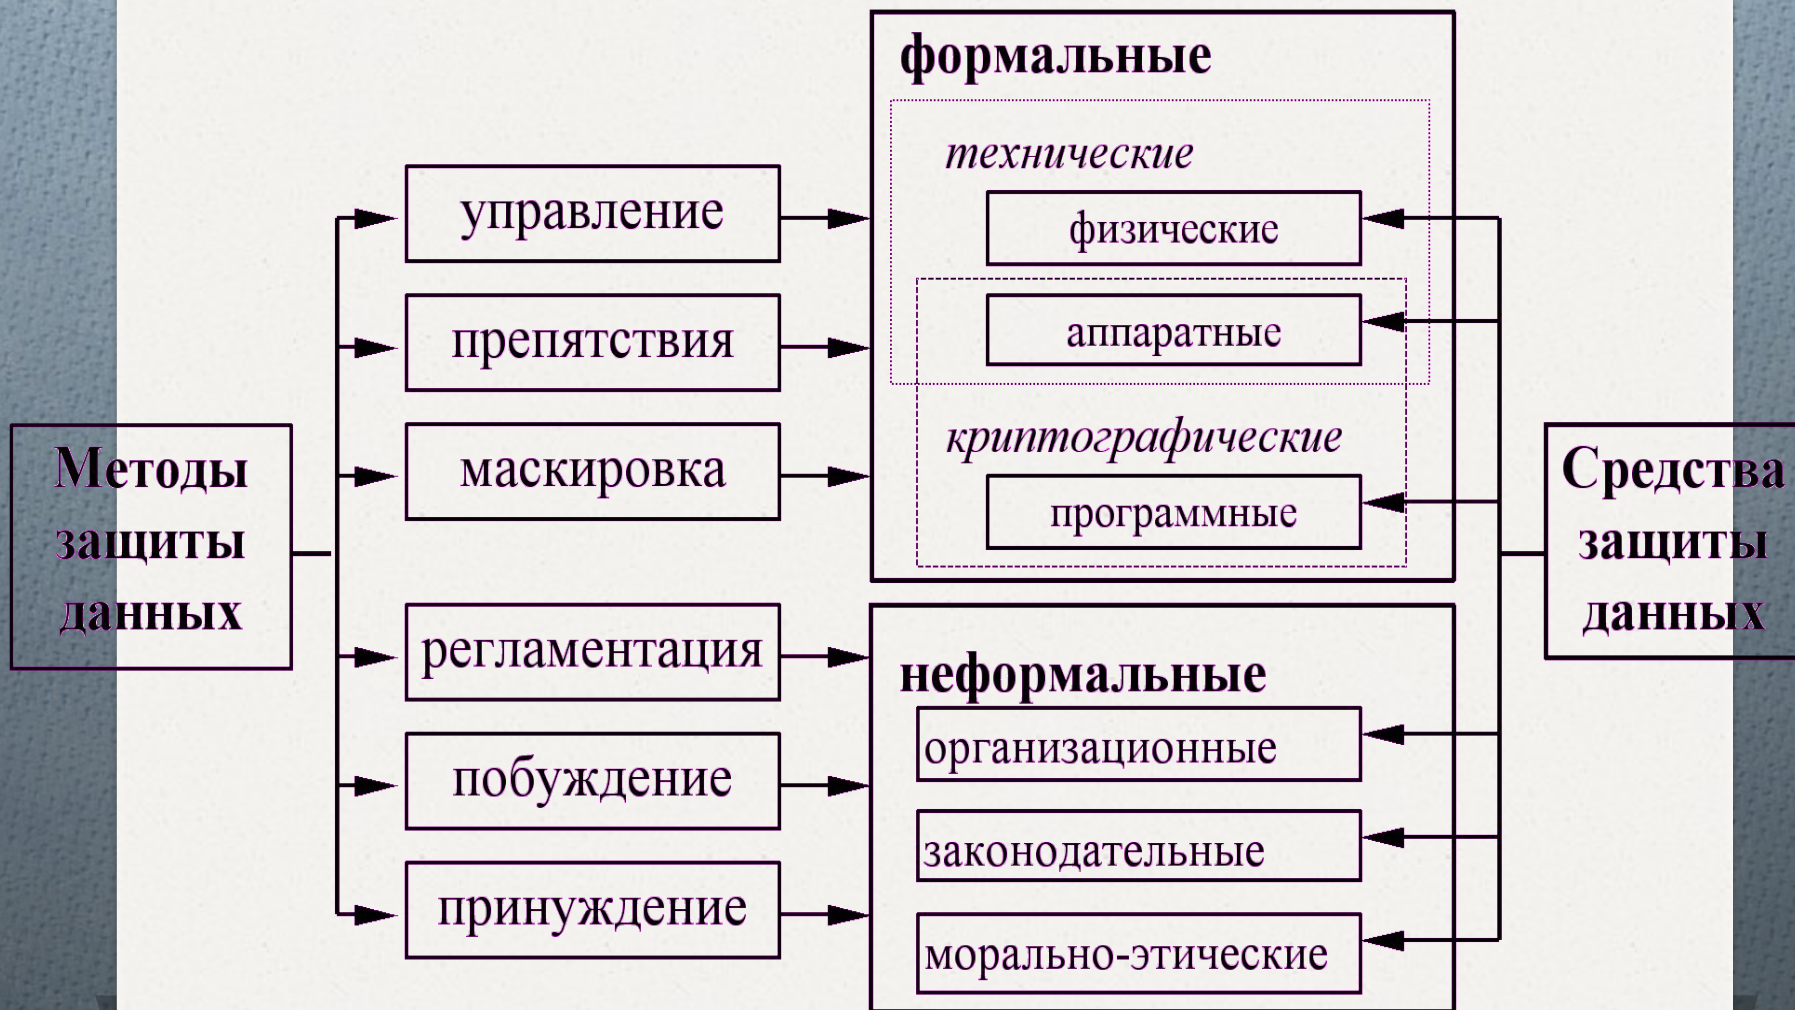 Методы
защиты
данных
управление
препятствия
маскировка
регламентация
побуждение
принуждение
формальные
технические
физические
аппаратные
криптографические
программные
неформальные
организационные
законодательные
морально-этические
Средства
защиты
данных